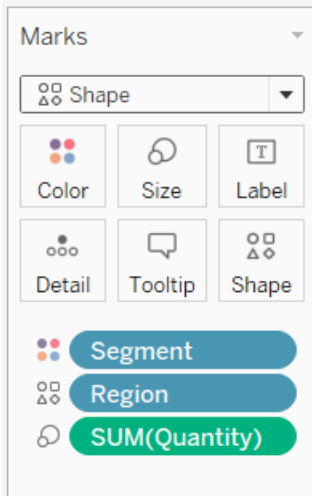 Marks
Shape
Color Size Label
Detail Tooltip Shape
Segment
Region
SUM(Quantity)